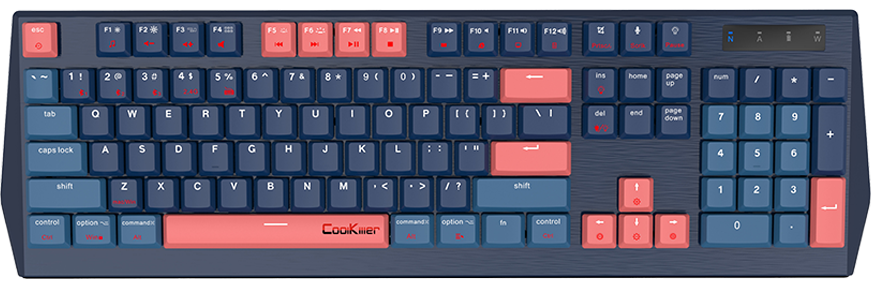 esc F1 F2 F3 F4 F5 F6 F7 F8 F9 F10 F11 F12
N A W
` ~ 1 ! 2 @ 3 # 4 $ 5 % 6 ^ 7 & 8 * 9 ( 0 ) - = + ins home page up num / * -
tab Q W E R T Y U I O P [ { ] } \ | del end page down 7 8 9 +
caps lock A S D F G H J K L ; : ' " 4 5 6
shift Z X C V B N M , < . > / ? shift 1 2 3
control option command CoolKiller command option fn control 0 .